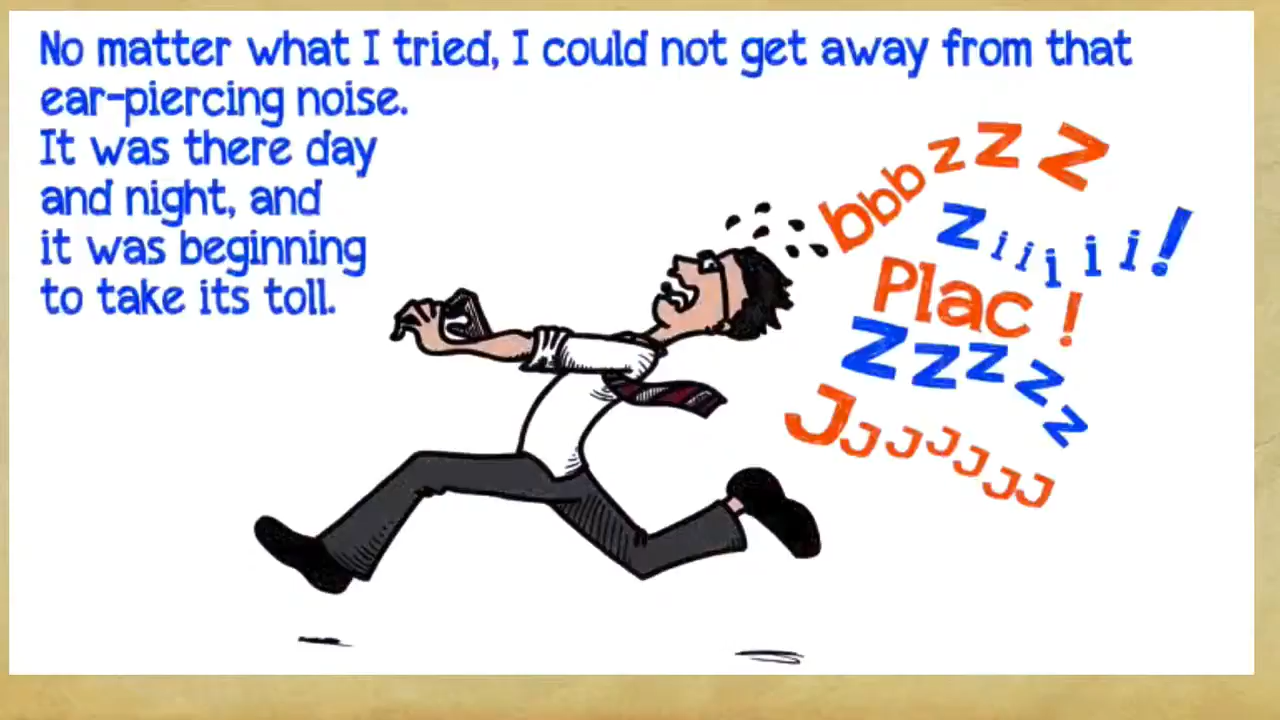 No matter what I tried, I could not get away from that
ear-piercing noise.
It was there day
and night, and
it was beginning
to take its toll.
bbbzzz
Ziiiii!
Plac!
Zzzzz
Jjjjjjj